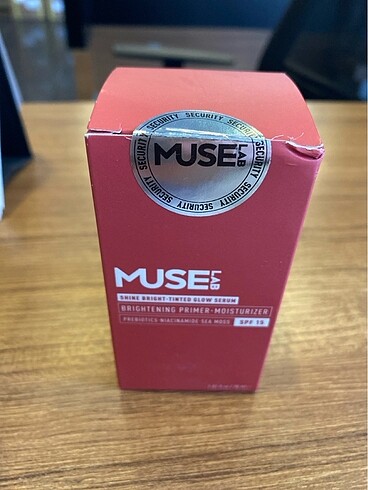 SECURITY SECURITY SECURITY SECURITY SECURITY SECURITY
MUSE LAB
MUSE LAB
SHINE BRIGHT-TINTED GLOW SERUM
BRIGHTENING PRIMER-MOISTURIZER
PREBIOTICS NIACINAMIDE SEA MOSS SPF 15